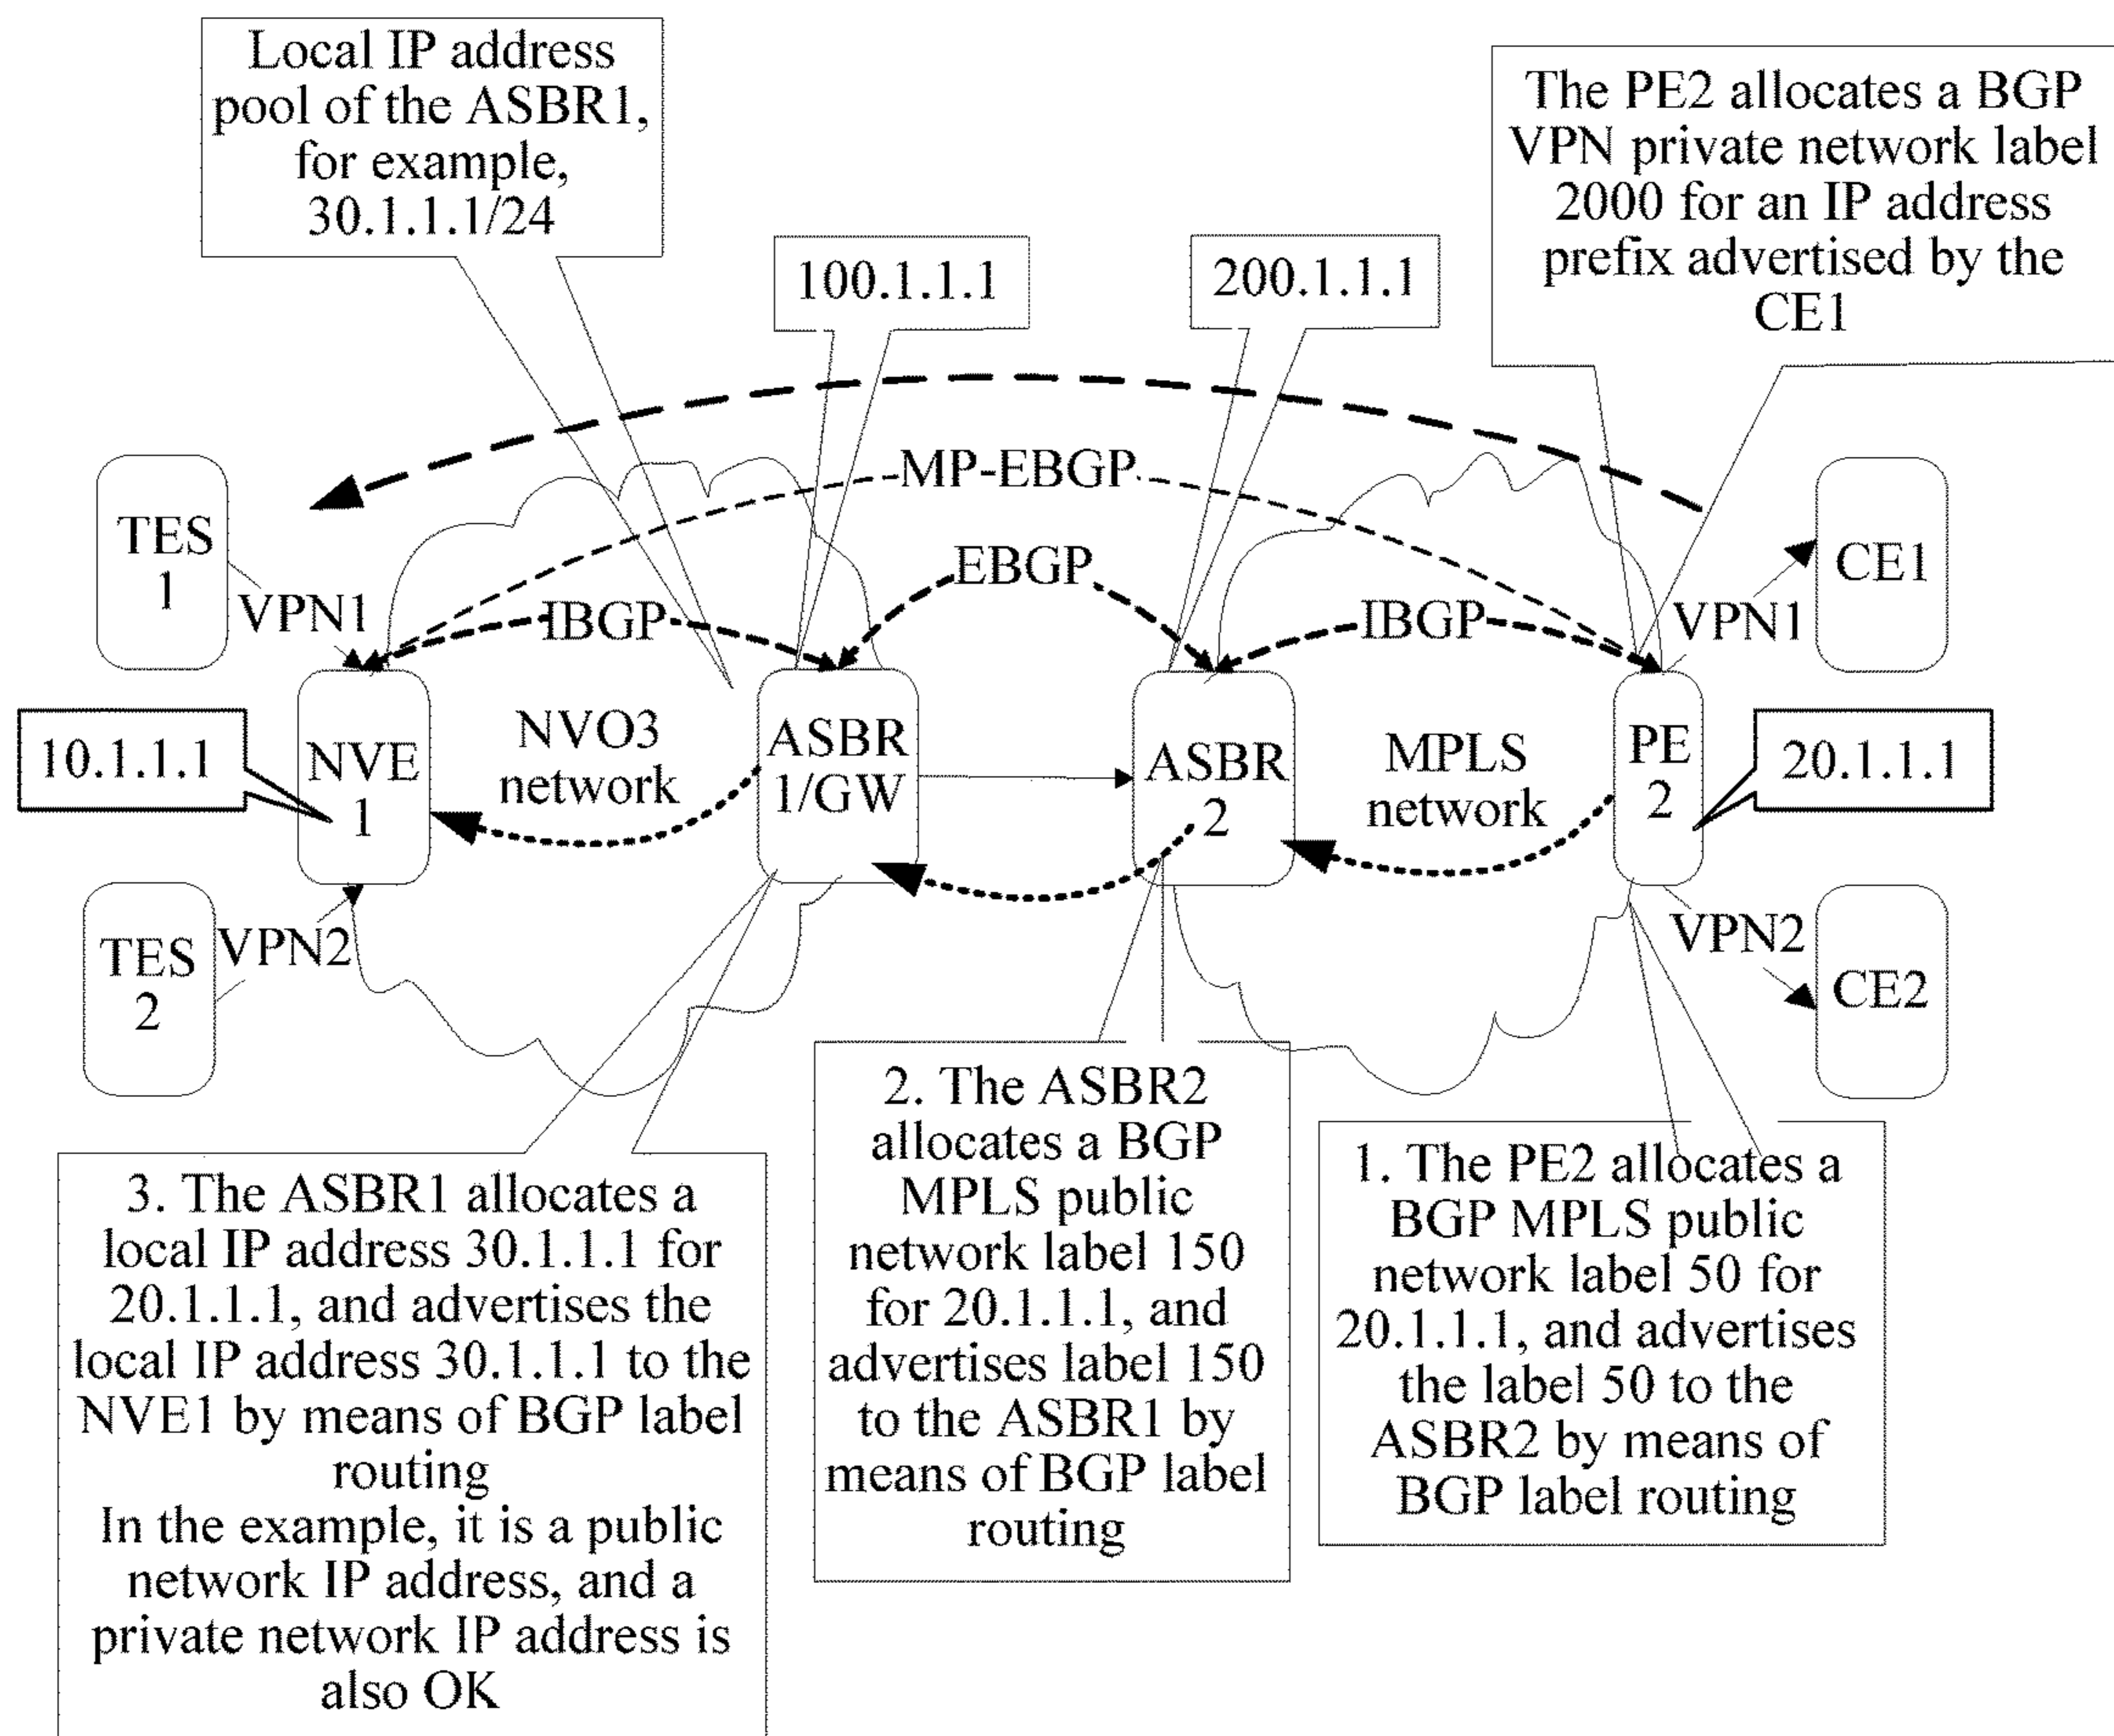 Local IP address
pool of the ASBR1,
for example,
30.1.1.1/24
100.1.1.1
200.1.1.1
The PE2 allocates a BGP
VPN private network label
2000 for an IP address
prefix advertised by the
CE1
MP-EBGP
EBGP
IBGP
IBGP
TES
1
VPN1
CE1
VPN1
10.1.1.1
NVE
1
NVO3
network
ASBR
1/GW
ASBR
2
MPLS
network
PE
2
20.1.1.1
TES
2
VPN2
VPN2
CE2
3. The ASBR1 allocates a
local IP address 30.1.1.1 for
20.1.1.1, and advertises the
local IP address 30.1.1.1 to the
NVE1 by means of BGP label
routing
In the example, it is a public
network IP address, and a
private network IP address is
also OK
2. The ASBR2
allocates a BGP
MPLS public
network label 150
for 20.1.1.1, and
advertises label 150
to the ASBR1 by
means of BGP label
routing
1. The PE2 allocates a
BGP MPLS public
network label 50 for
20.1.1.1, and advertises
the label 50 to the
ASBR2 by means of
BGP label routing